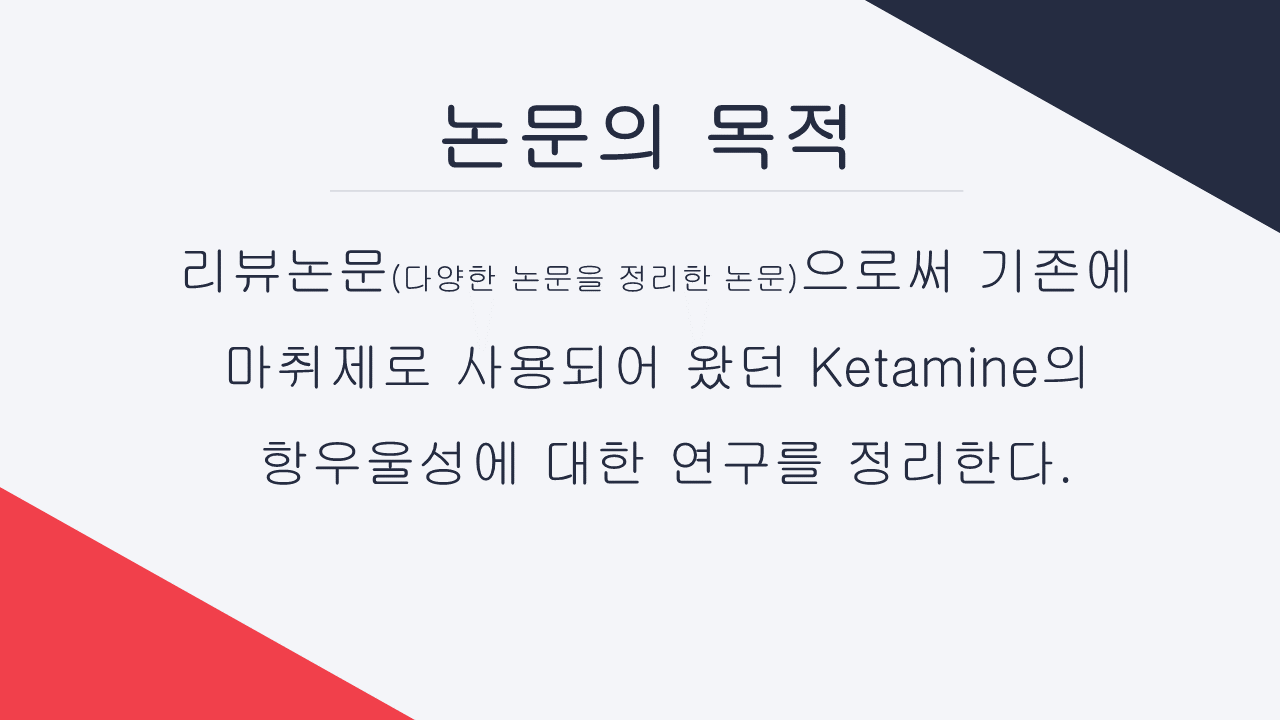 논문의 목적
리뷰논문(다양한 논문을 정리한 논문)으로써 기존에
마취제로 사용되어 왔던 Ketamine의
항우울성에 대한 연구를 정리한다.